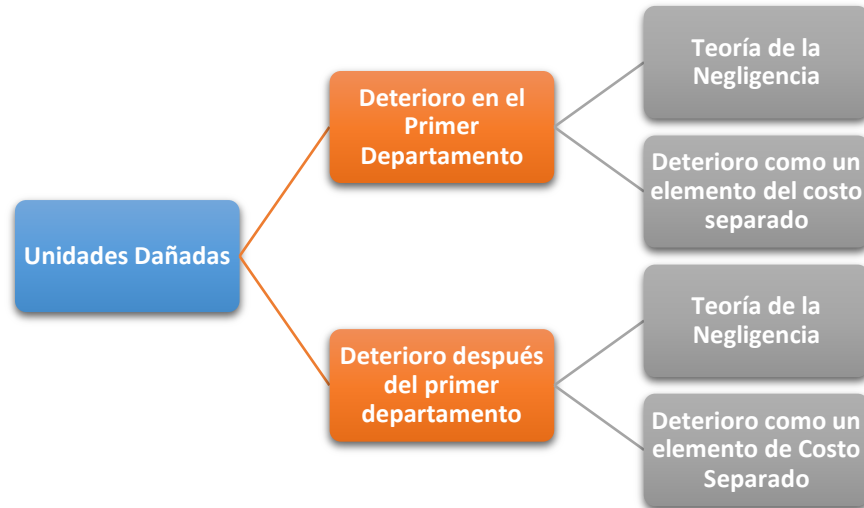 Unidades Dañadas
Deterioro en el
Primer
Departamento
Teoría de la
Negligencia
Deterioro como un
elemento del costo
separado
Deterioro después
del primer
departamento
Teoría de la
Negligencia
Deterioro como un
elemento de Costo
Separado